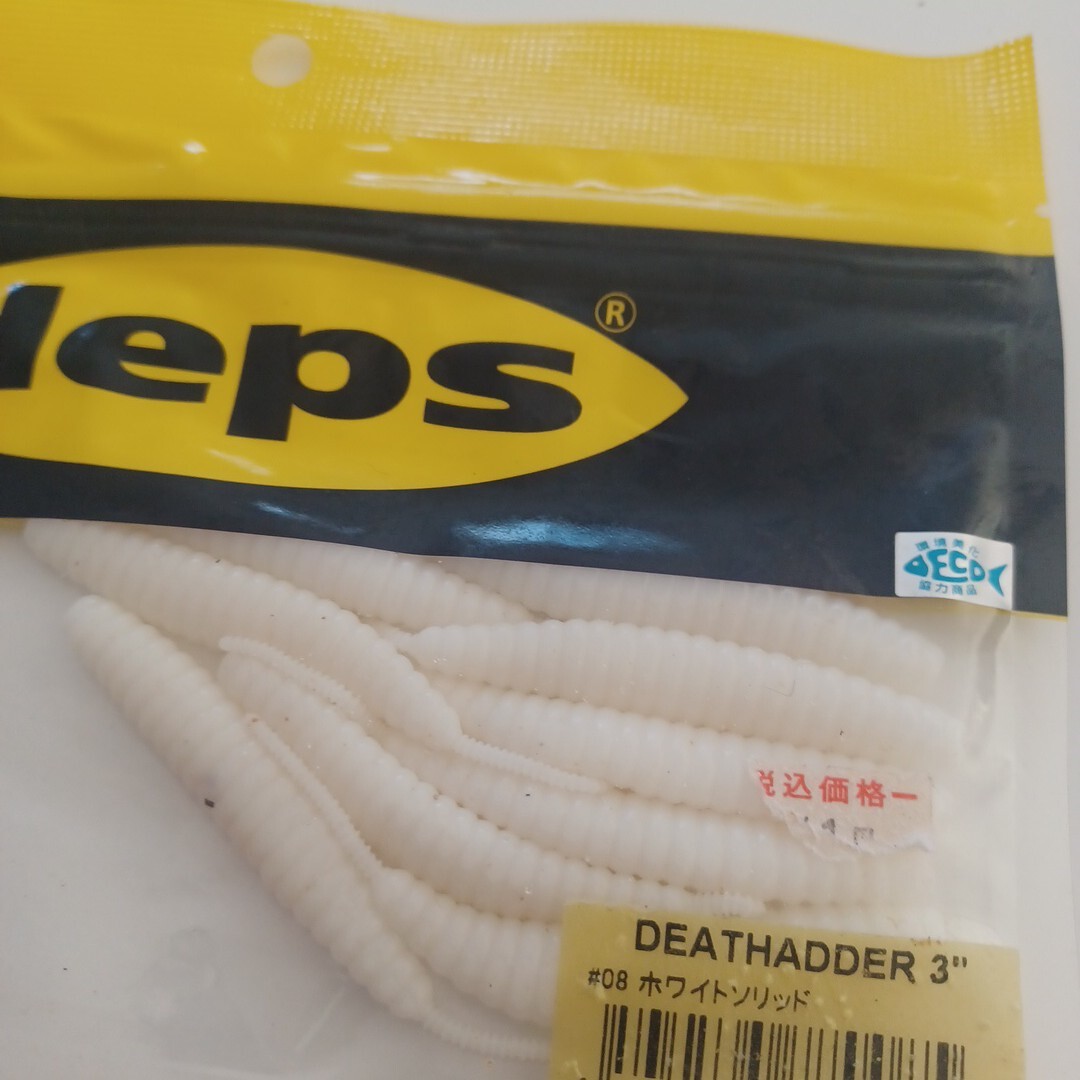 deps®
環境美化
ECO
協力商品
税込価格
DEATHADDER 3"
#08 ホワイトソリッド